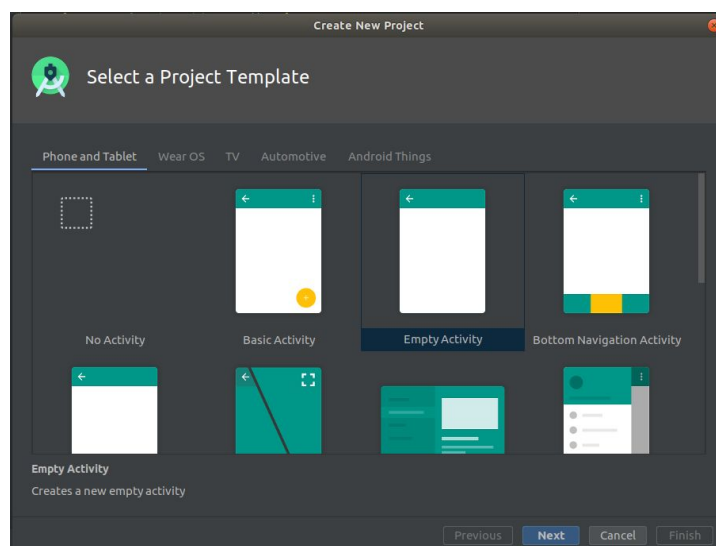 Create New Project
Select a Project Template
Phone and Tablet Wear OS TV Automotive Android Things
No Activity Basic Activity Empty Activity Bottom Navigation Activity
Empty Activity
Creates a new empty activity
Previous Next Cancel Finish